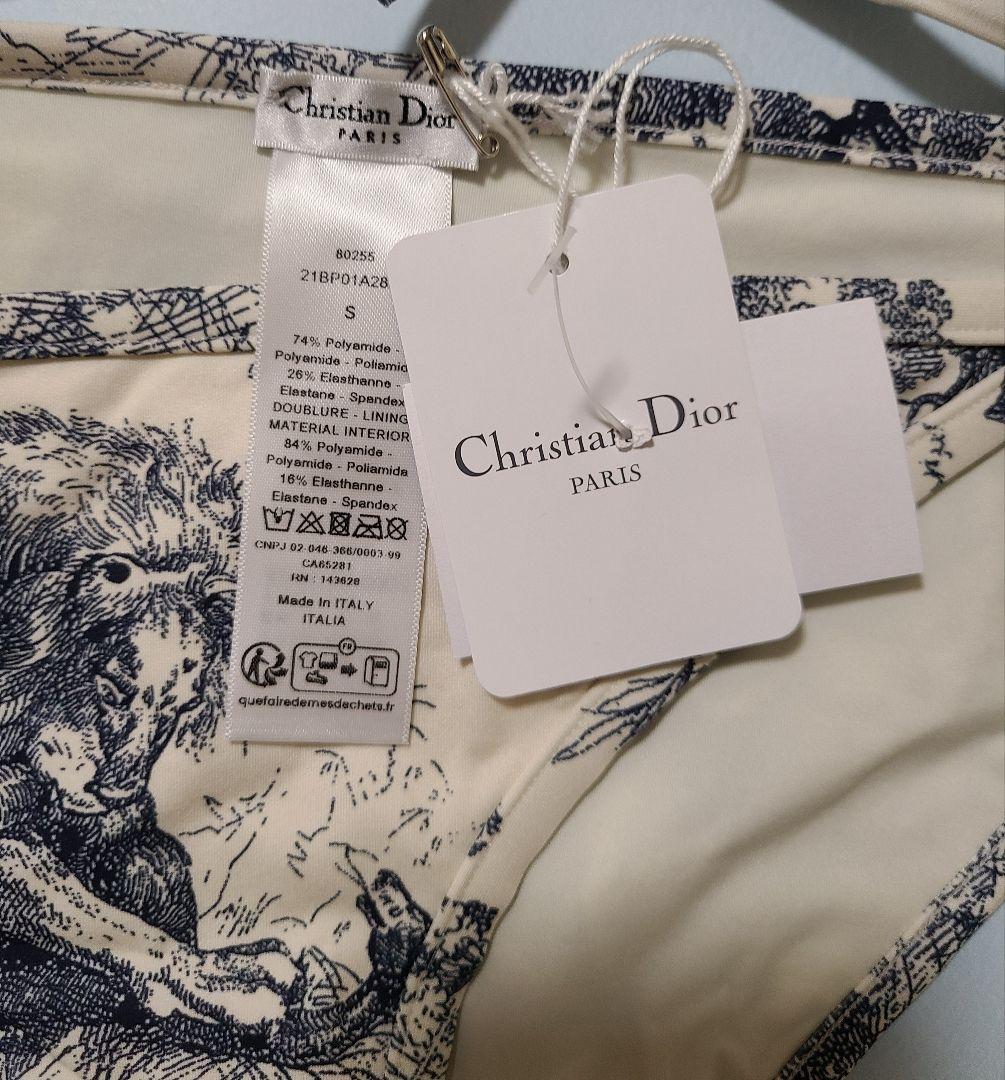 Christian Dior
PARIS
80255
21BP01A28
S
74% Polyamide -
Polyamide - Poliamid
26% Elasthanne -
Elastane - Spandex
DOUBLURE - LINING
MATERIAL INTERIOR
84% Polyamide -
Polyamide - Poliamida
16% Elasthanne -
Elastane - Spandex
CNPJ 02-046-366/0003-99
CA65281
RN : 143628
Made In ITALY
ITALIA
FR
quefairedemesdechets.fr
Christian Dior
PARIS